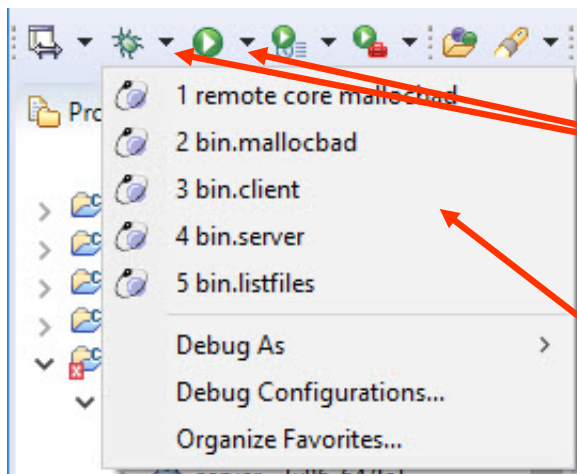 Pro
1 remote core mallocbad
2 bin.mallocbad
3 bin.client
4 bin.server
5 bin.listfiles
Debug As
Debug Configurations...
Organize Favorites...